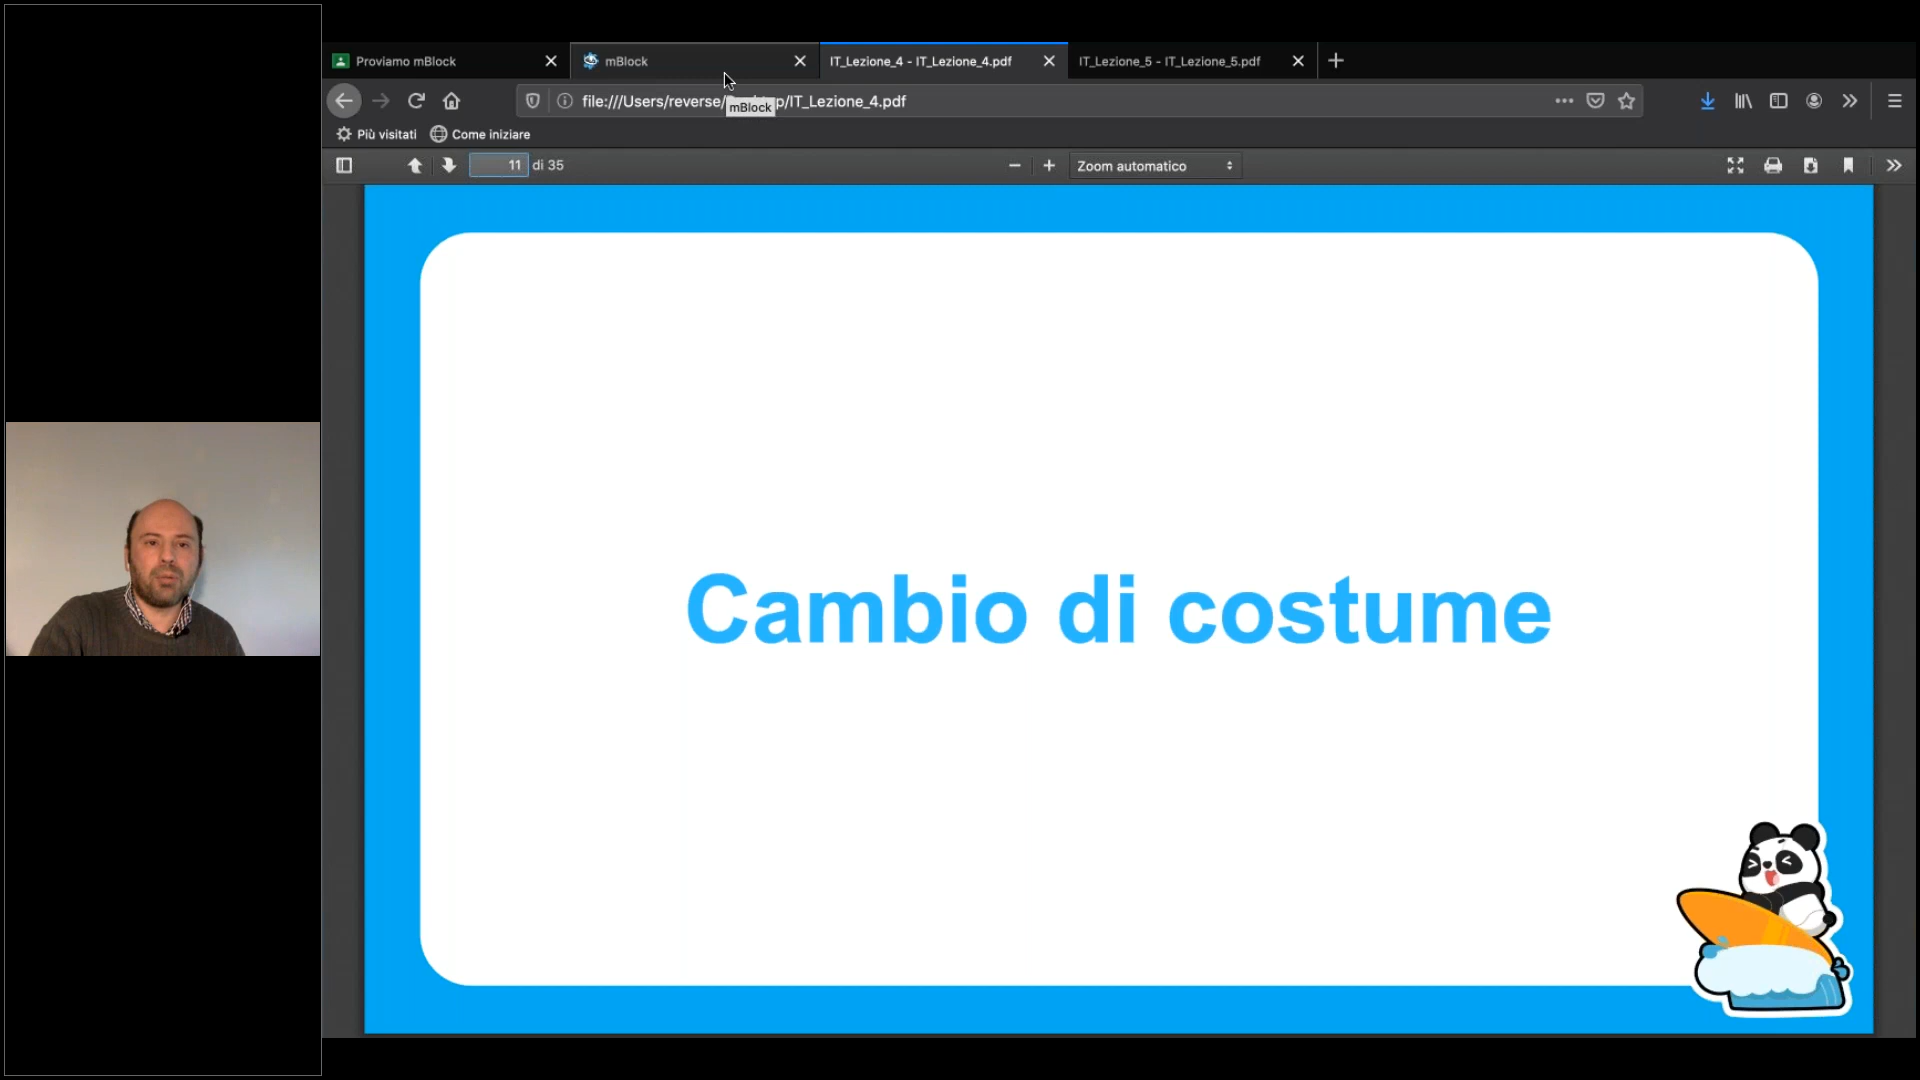 Proviamo mBlock
mBlock
IT_Lezione_4 - IT_Lezione_4.pdf
IT_Lezione_5 - IT_Lezione_5.pdf
file:///Users/reverse/ p/IT_Lezione_4.pdf
mBlock
Più visitati
Come iniziare
11 di 35
Zoom automatico
Cambio di costume